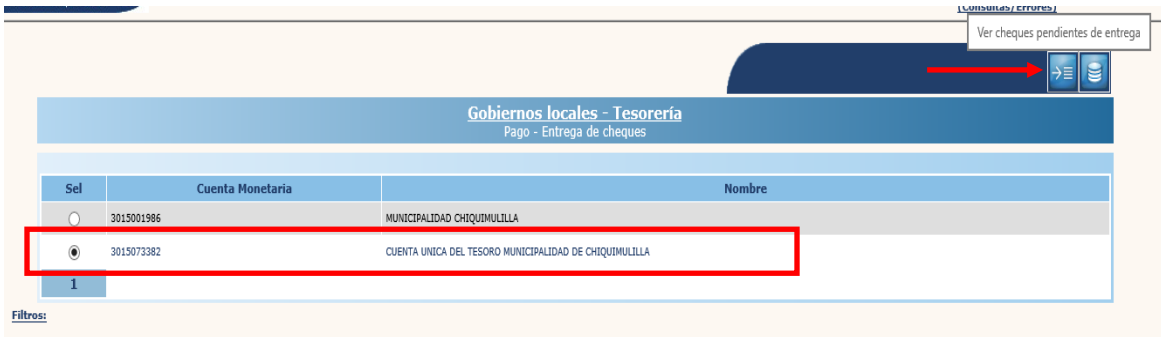 (Consultas/Errores)
Ver cheques pendientes de entrega
Gobiernos locales - Tesorería
Pago - Entrega de cheques
Sel Cuenta Monetaria Nombre
3015001986 MUNICIPALIDAD CHIQUIMULILLA
3015073382 CUENTA UNICA DEL TESORO MUNICIPALIDAD DE CHIQUIMULILLA
1
Filtros: